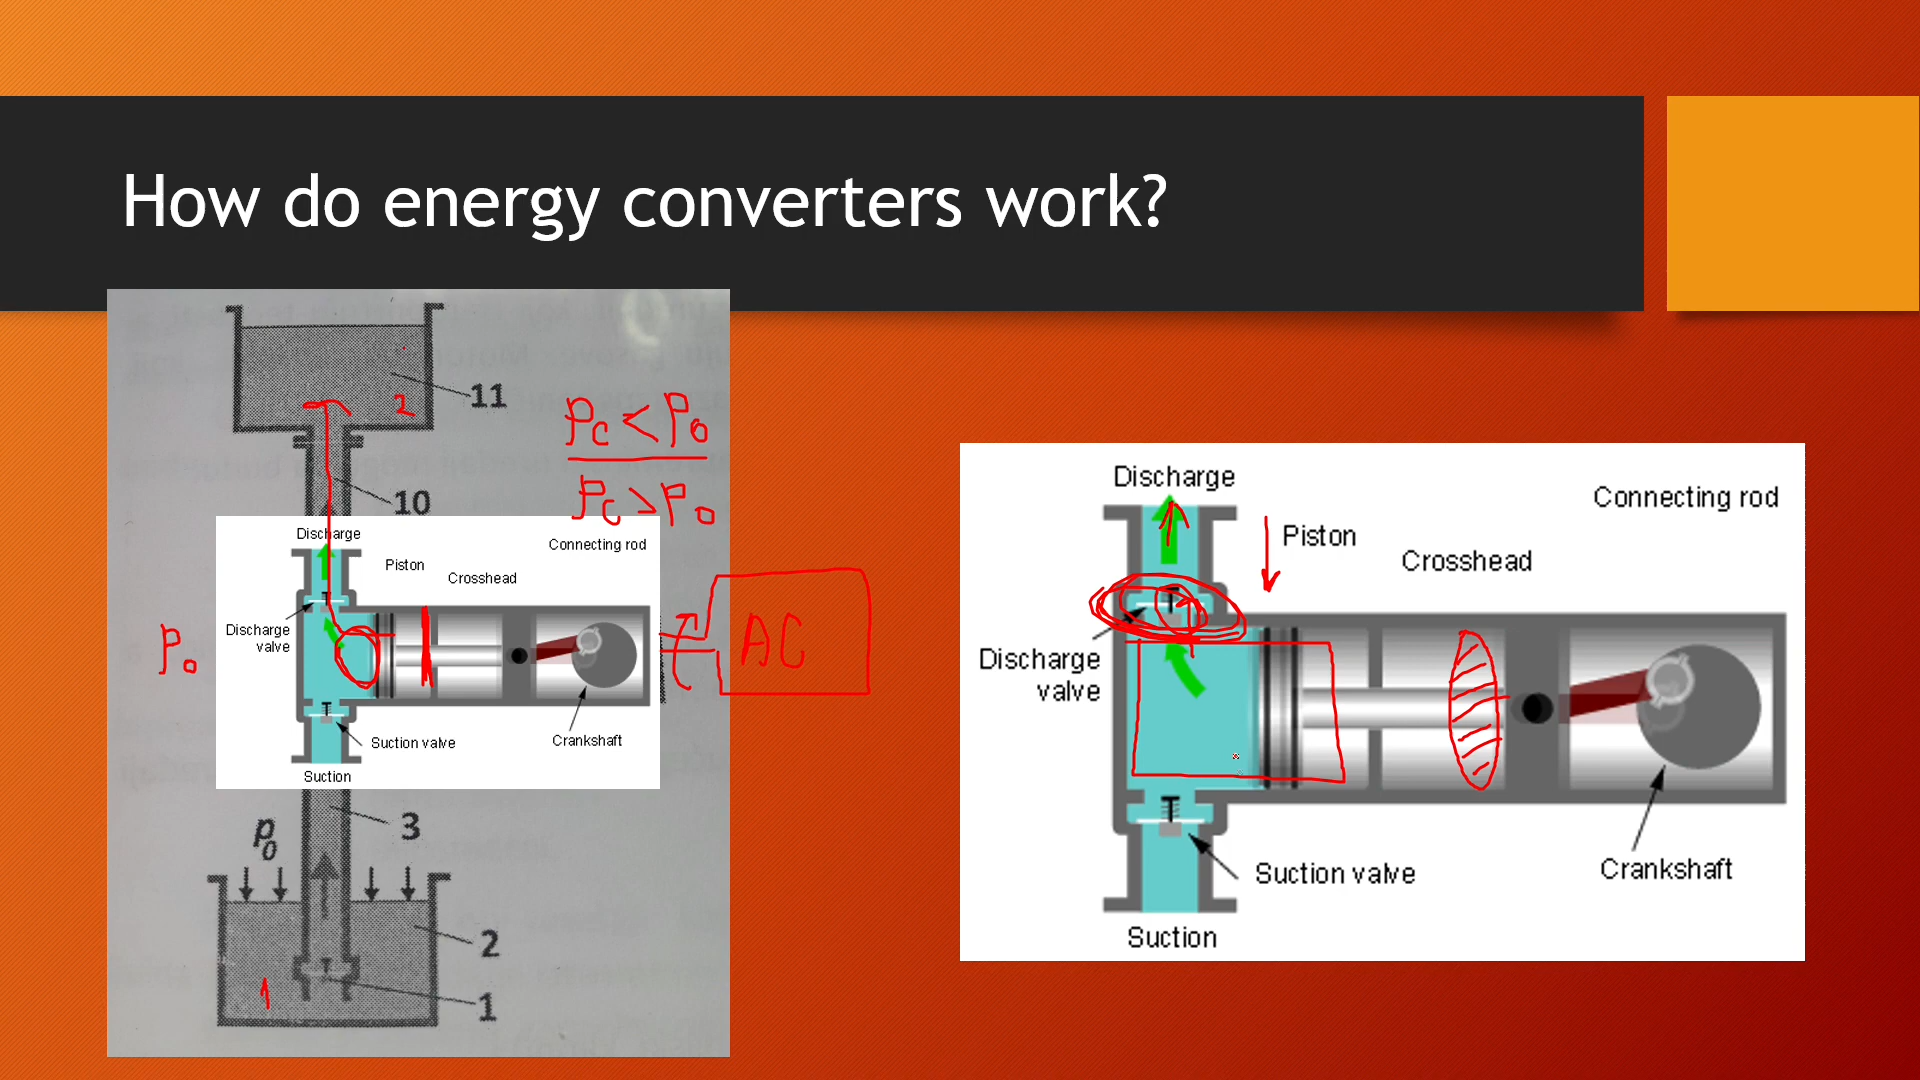 How do energy converters work?
11
2
Pc < Po
Pc > Po
10
Discharge
Connecting rod
Piston
Crosshead
Discharge
valve
Po
AC
Suction valve
Crankshaft
Suction
3
p0
2
1
1
Discharge
Connecting rod
Piston
Crosshead
Discharge
valve
Suction valve
Crankshaft
Suction